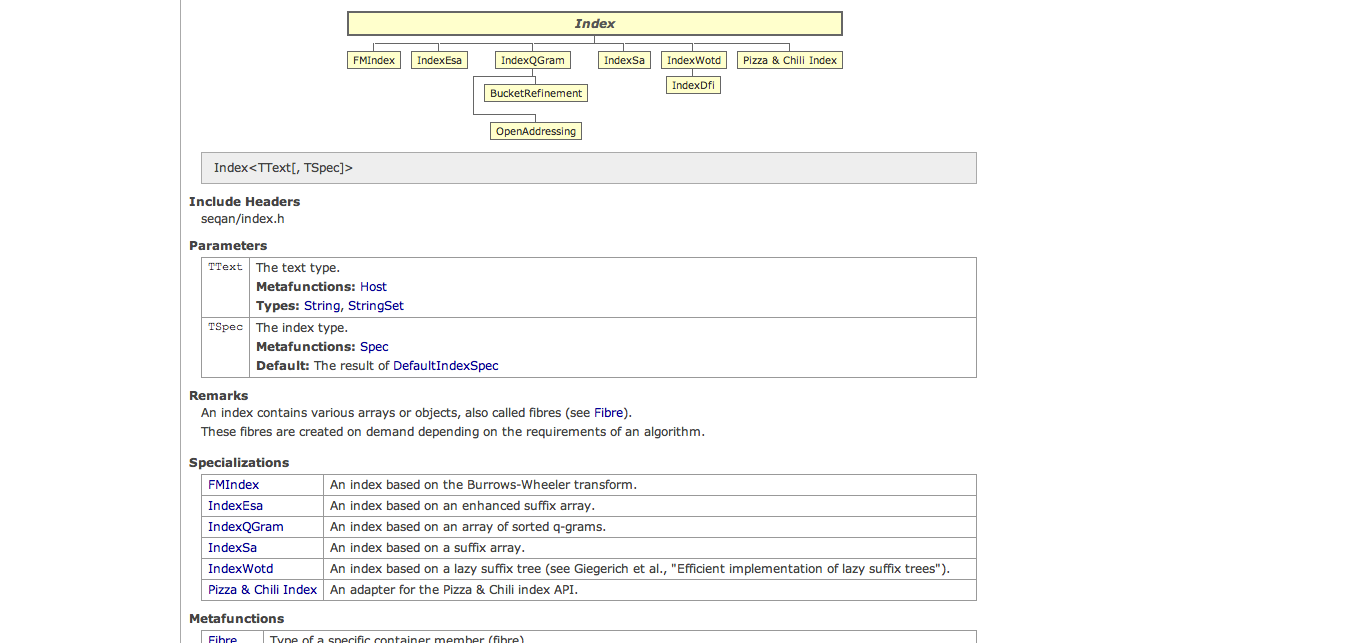 Index
FMIndex IndexEsa IndexQGram IndexSa IndexWotd Pizza & Chili Index
IndexDfi
BucketRefinement
OpenAddressing
Index<TText[, TSpec]>
Include Headers
seqan/index.h
Parameters
TText The text type.
Metafunctions: Host
Types: String, StringSet
TSpec The index type.
Metafunctions: Spec
Default: The result of DefaultIndexSpec
Remarks
An index contains various arrays or objects, also called fibres (see Fibre).
These fibres are created on demand depending on the requirements of an algorithm.
Specializations
FMIndex An index based on the Burrows-Wheeler transform.
IndexEsa An index based on an enhanced suffix array.
IndexQGram An index based on an array of sorted q-grams.
IndexSa An index based on a suffix array.
IndexWotd An index based on a lazy suffix tree (see Giegerich et al., "Efficient implementation of lazy suffix trees").
Pizza & Chili Index An adapter for the Pizza & Chili index API.
Metafunctions
Fibre Type of a specific container member (fibre).